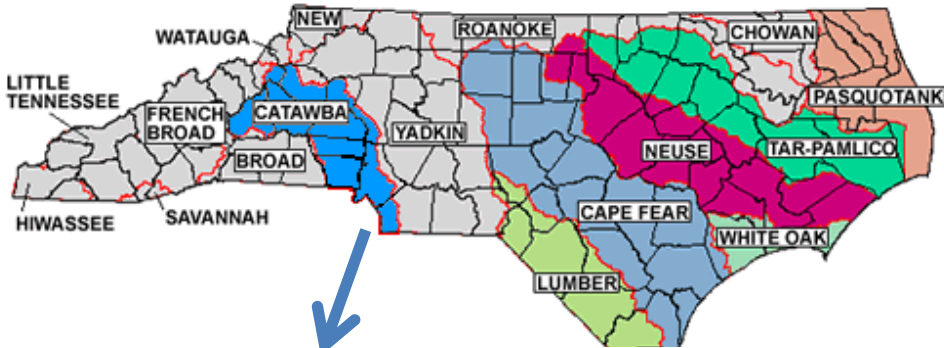 NEW
ROANOKE
CHOWAN
WATAUGA
LITTLE
TENNESSEE
FRENCH
BROAD
CATAWBA
PASQUOTANK
YADKIN
TAR-PAMLICO
NEUSE
BROAD
HIWASSEE
SAVANNAH
CAPE FEAR
WHITE OAK
LUMBER